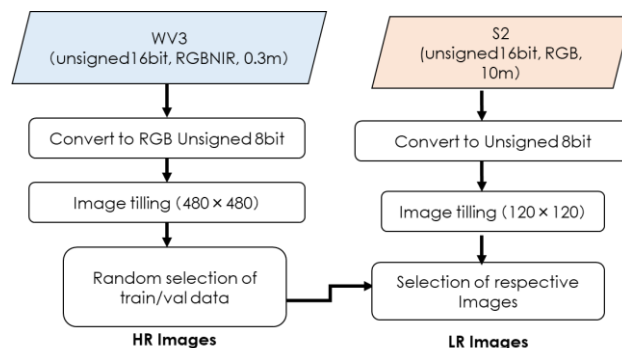 WV3
(unsigned16bit, RGBNIR, 0.3m)
Convert to RGB Unsigned 8bit
Image tilling (480×480)
Random selection of
train/val data
HR Images
S2
(unsigned16bit, RGB,
10m)
Convert to Unsigned 8bit
Image tilling (120×120)
Selection of respective
Images
LR Images